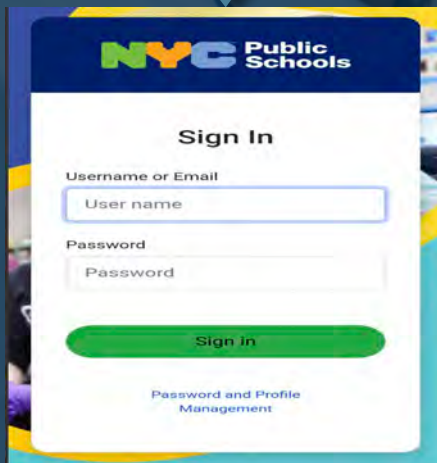 NYC Public
Schools
Sign In
Username or Email
User name
Password
Password
Sign in
Password and Profile
Management